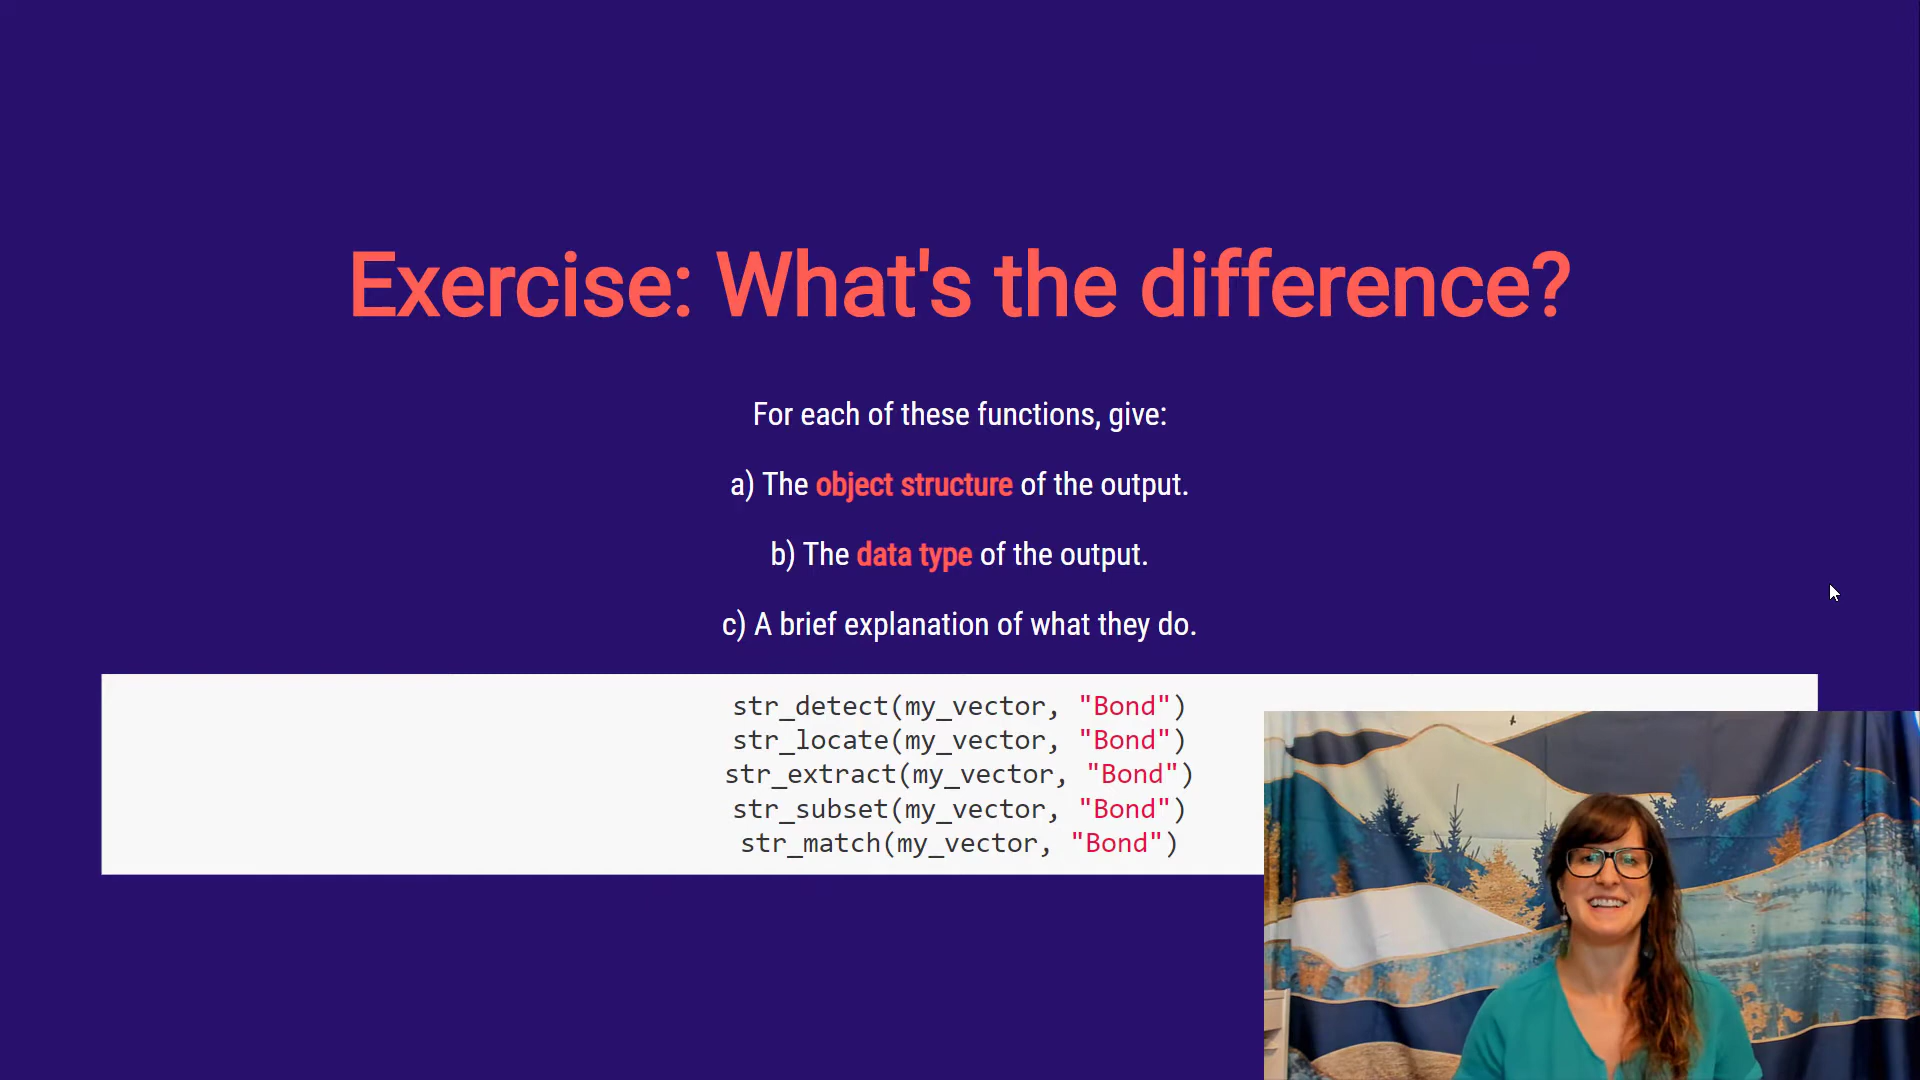 Exercise: What's the difference?
For each of these functions, give:
a) The object structure of the output.
b) The data type of the output.
c) A brief explanation of what they do.
str_detect(my_vector, "Bond")
str_locate(my_vector, "Bond")
str_extract(my_vector, "Bond")
str_subset(my_vector, "Bond")
str_match(my_vector, "Bond")